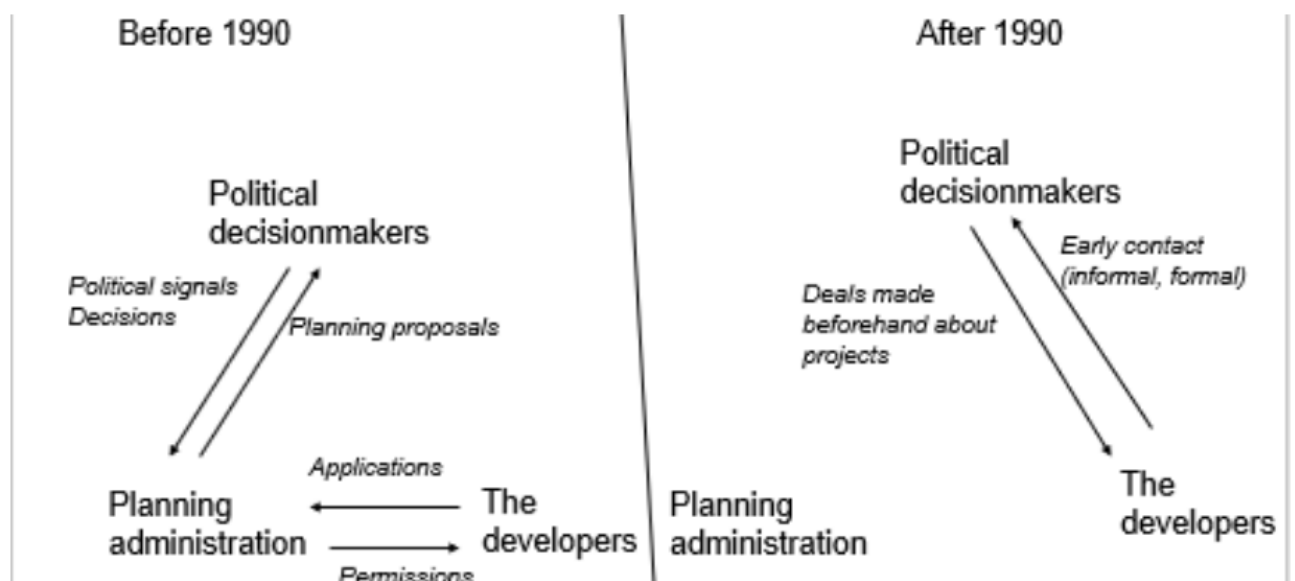 Before 1990
Political
decisionmakers
Political signals
Decisions
Planning proposals
Applications
Planning
administration
The
developers
Permissions
After 1990
Political
decisionmakers
Early contact
(informal, formal)
Deals made
beforehand about
projects
Planning
administration
The
developers